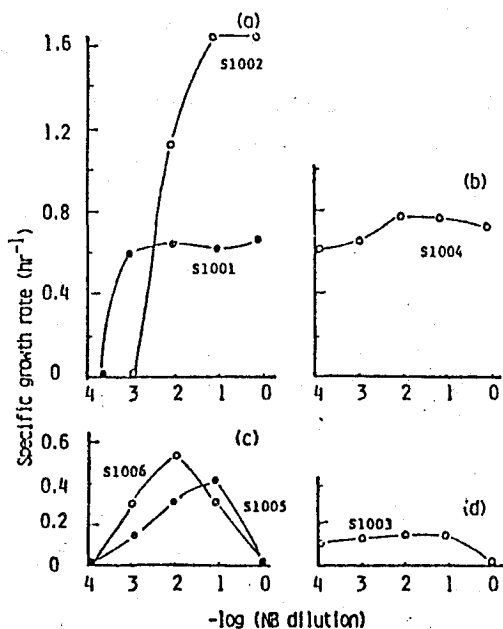 (a)
1.6
S1002
1.2
0.8
S1001
0.4
0
4 3 2 1 0
(b)
S1004
4 3 2 1 0
Specific growth rate (hr⁻¹)
(c)
0.6
S1006
0.4
S1005
0.2
0
4 3 2 1 0
(d)
S1003
4 3 2 1 0
-log (NB dilution)